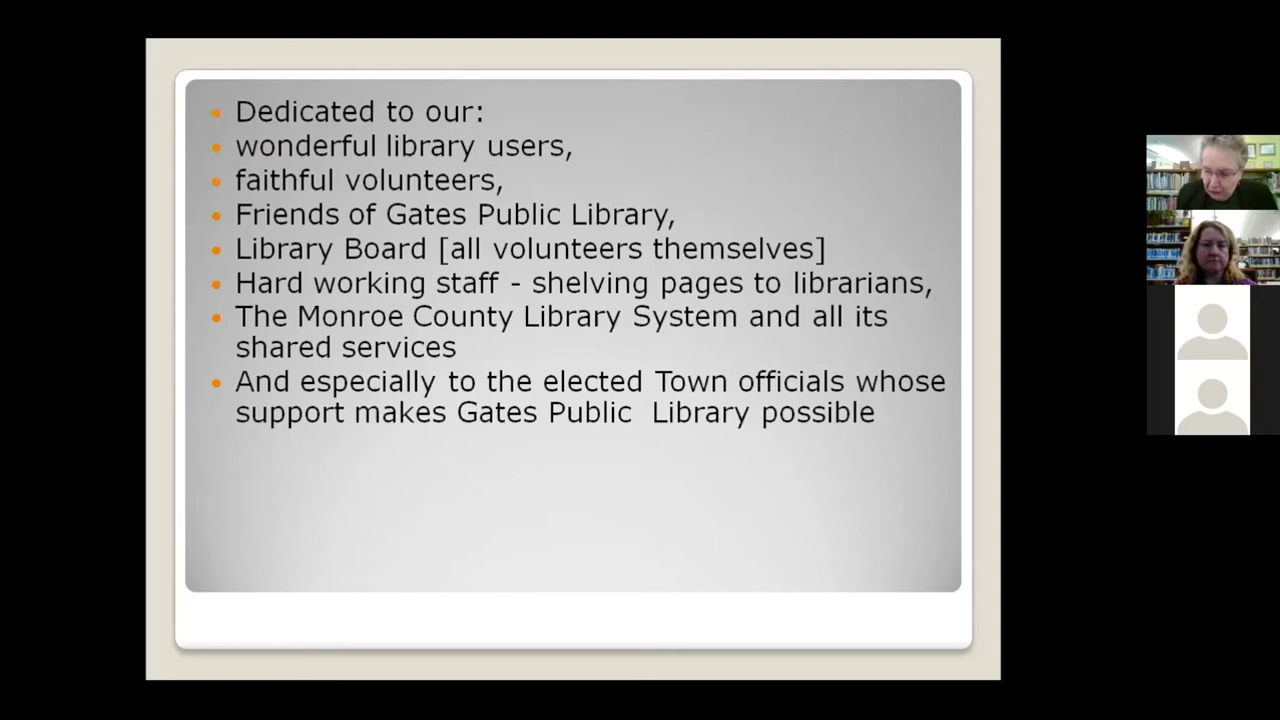 Dedicated to our:
wonderful library users,
faithful volunteers,
Friends of Gates Public Library,
Library Board [all volunteers themselves]
Hard working staff - shelving pages to librarians,
The Monroe County Library System and all its
shared services
And especially to the elected Town officials whose
support makes Gates Public  Library possible